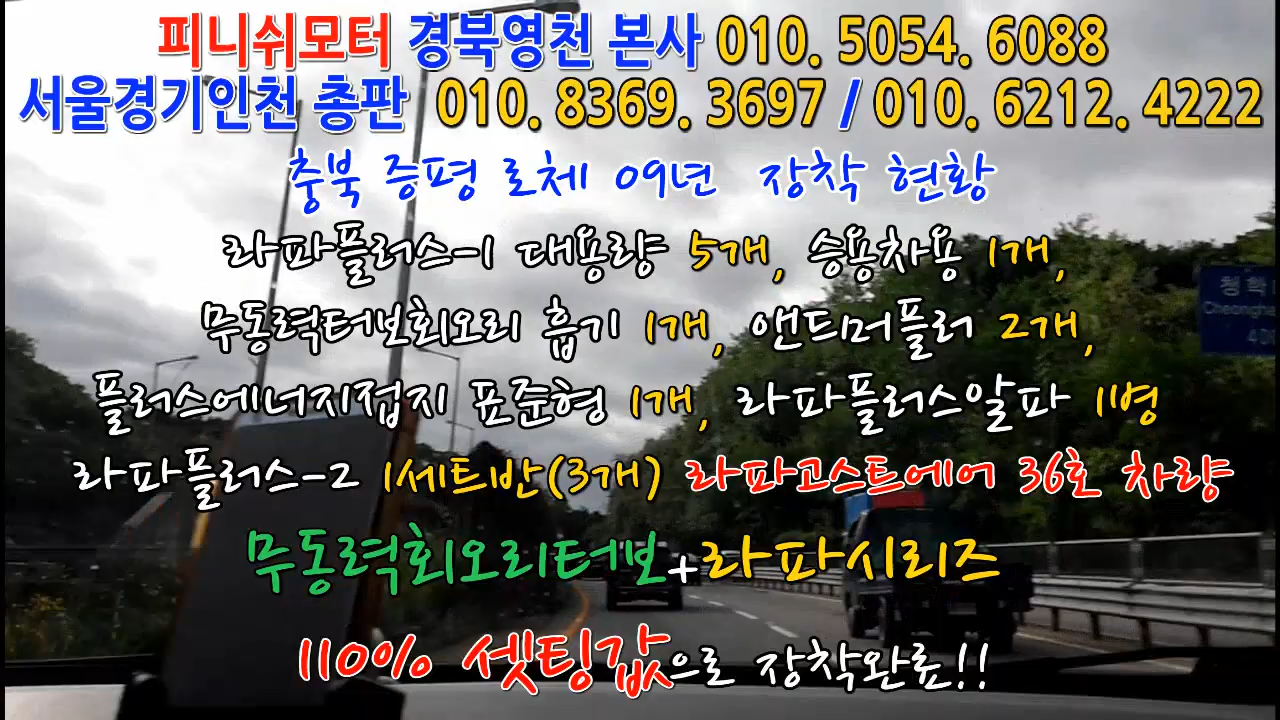 피니쉬모터 경북영천 본사 010. 5054. 6088
서울경기인천 총판 010. 8369. 3697 / 010. 6212. 4222
충북 증평 로체 09년 장착 현황
라파플러스-1 대용량 5개, 승용차용 1개,
무동력터보회오리 흡기 1개, 앤드머플러 2개,
플러스에너지접지 표준형 1개, 라파플러스알파 1병
라파플러스-2 1세트반(3개) 라파고스트에어 36호 차량
무동력회오리터보+라파시리즈
110% 셋팅값으로 장착완료!!
청학
Cheongha